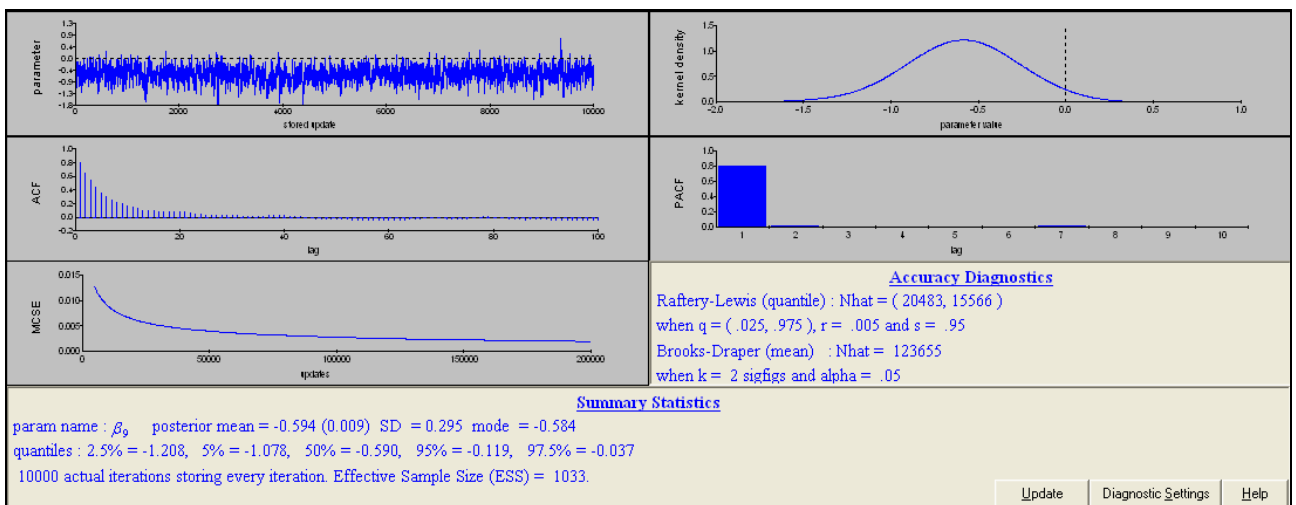 parameter
1.3
0.9
0.4
0.0
-0.4
-0.9
-1.3
-1.8
0 2000 4000 6000 8000 10000
stored update
kernel density
1.5
1.0
0.5
0.0
-2.0 -1.5 -1.0 -0.5 0.0 0.5 1.0
parameter value
ACF
1.0
0.8
0.6
0.4
0.2
0.0
-0.2
20 40 60 80 100
lag
PACF
1.0
0.8
0.6
0.4
0.2
0.0
1 2 3 4 5 6 7 8 9 10
lag
MCSE
0.015
0.010
0.005
0.000
0 50000 100000 150000 200000
updates
Accuracy Diagnostics
Raftery-Lewis (quantile) : Nhat = ( 20483, 15566 )
when q = ( .025, .975 ), r = .005 and s = .95
Brooks-Draper (mean) : Nhat = 123655
when k = 2 sigfigs and alpha = .05
Summary Statistics
param name : β9 posterior mean = -0.594 (0.009) SD = 0.295 mode = -0.584
quantiles : 2.5% = -1.208, 5% = -1.078, 50% = -0.590, 95% = -0.119, 97.5% = -0.037
10000 actual iterations storing every iteration. Effective Sample Size (ESS) = 1033.
Update Diagnostic Settings Help